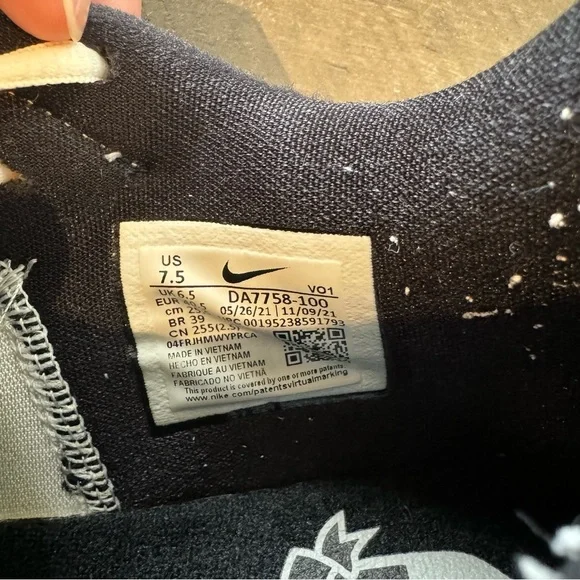 US
7.5
UK 6.5
EUR 40.5
cm 25.5
BR 39
CN 255(2.5)
DA7758-100 VO1
05/26/21 11/09/21
00195238591793
04FRJHMWYPRCA
MADE IN VIETNAM
HECHO EN VIETNAM
FABRIQUE AU VIETNAM
FABRICADO NO VIETNÃ
This product is covered by one or more patents
www.nike.com/patentsvirtualmarking